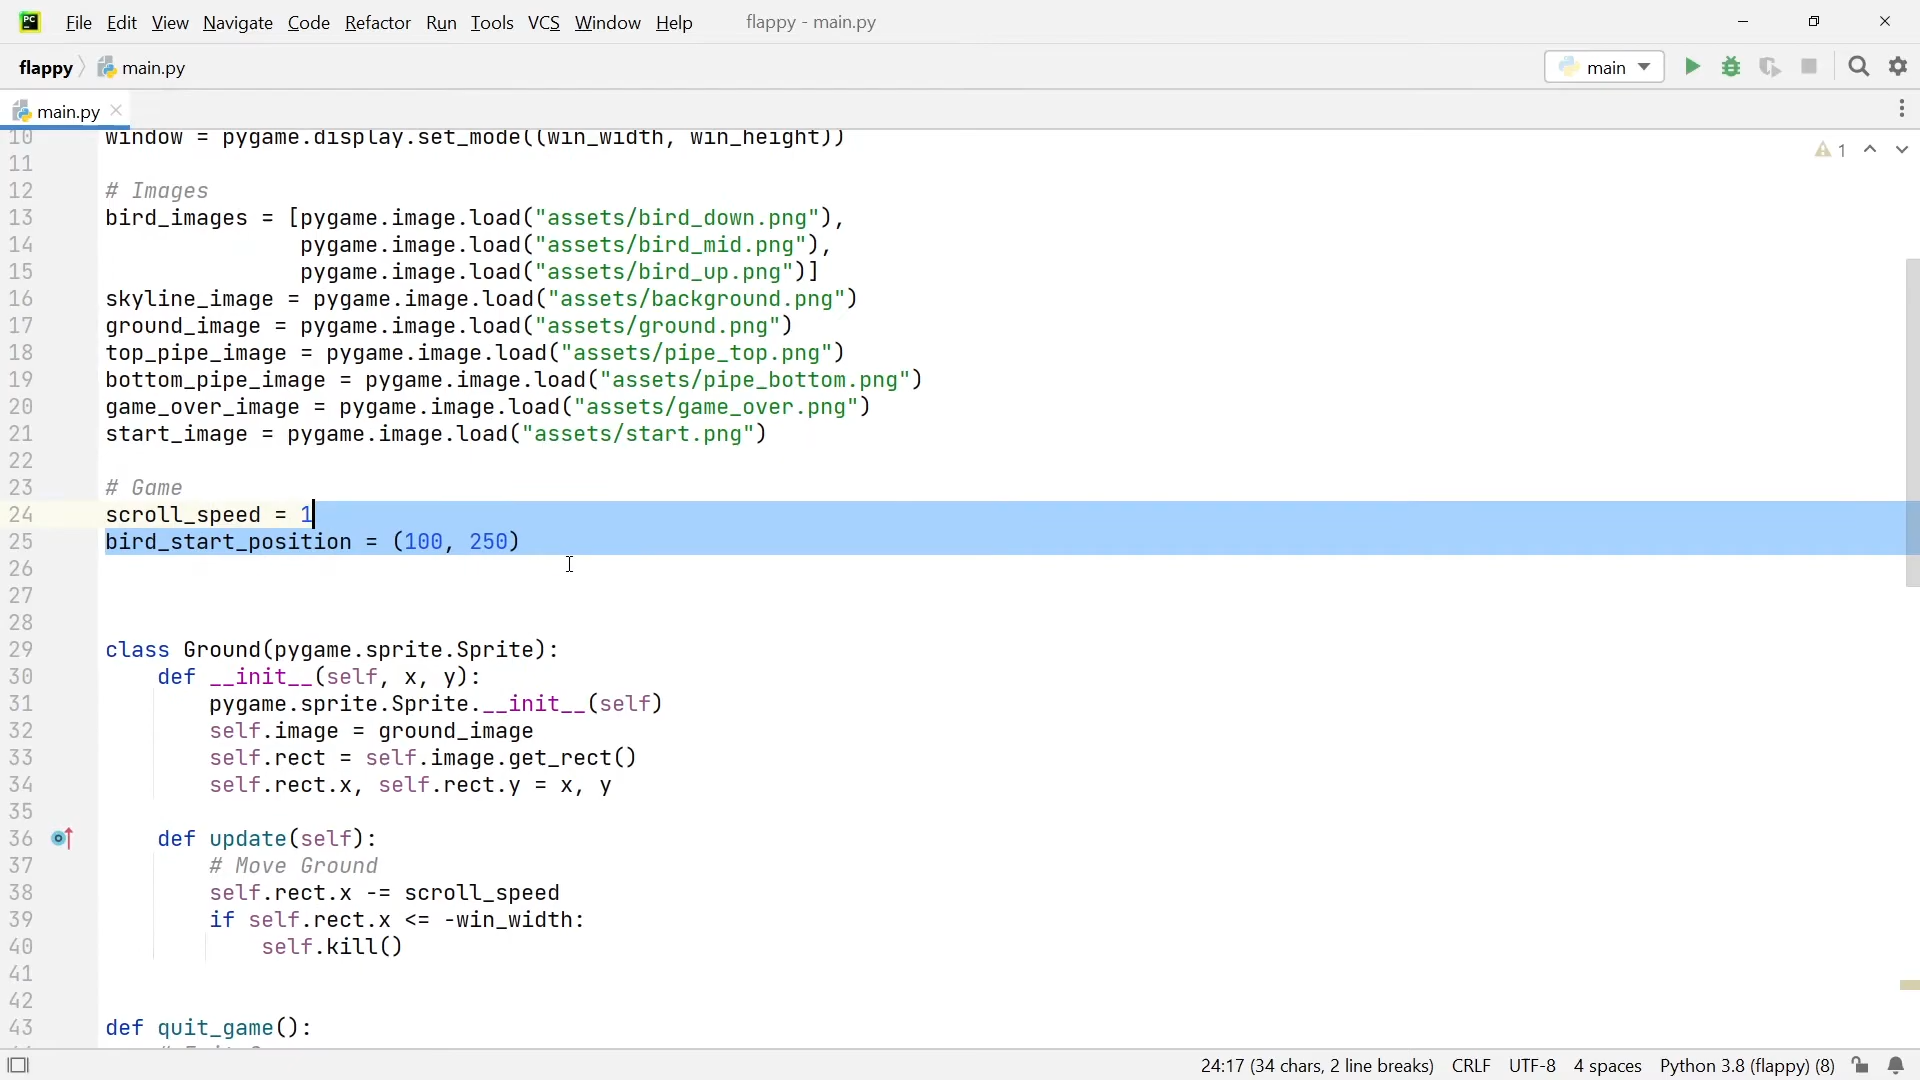 File Edit View Navigate Code Refactor Run Tools VCS Window Help flappy - main.py
flappy main.py main
main.py
10 window = pygame.display.set_mode((win_width, win_height))
11 1
12 # Images
13 bird_images = [pygame.image.load("assets/bird_down.png"),
14 pygame.image.load("assets/bird_mid.png"),
15 pygame.image.load("assets/bird_up.png")]
16 skyline_image = pygame.image.load("assets/background.png")
17 ground_image = pygame.image.load("assets/ground.png")
18 top_pipe_image = pygame.image.load("assets/pipe_top.png")
19 bottom_pipe_image = pygame.image.load("assets/pipe_bottom.png")
20 game_over_image = pygame.image.load("assets/game_over.png")
21 start_image = pygame.image.load("assets/start.png")
22
23 # Game
24 scroll_speed = 1
25 bird_start_position = (100, 250)
26
27
28
29 class Ground(pygame.sprite.Sprite):
30 def __init__(self, x, y):
31 pygame.sprite.Sprite.__init__(self)
32 self.image = ground_image
33 self.rect = self.image.get_rect()
34 self.rect.x, self.rect.y = x, y
35
36 def update(self):
37 # Move Ground
38 self.rect.x -= scroll_speed
39 if self.rect.x <= -win_width:
40 self.kill()
41
42
43 def quit_game():
24:17 (34 chars, 2 line breaks) CRLF UTF-8 4 spaces Python 3.8 (flappy) (8)